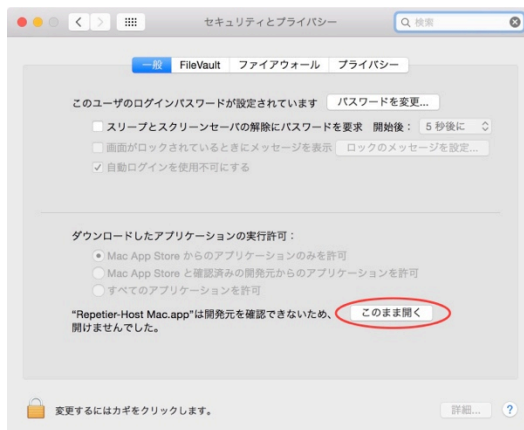 セキュリティとプライバシー
検索
一般 FileVault ファイアウォール プライバシー
このユーザのログインパスワードが設定されています パスワードを変更...
スリープとスクリーンセーバの解除にパスワードを要求 開始後： 5 秒後に
画面がロックされているときにメッセージを表示 ロックのメッセージを設定...
自動ログインを使用不可にする
ダウンロードしたアプリケーションの実行許可：
Mac App Store からのアプリケーションのみを許可
Mac App Store と確認済みの開発元からのアプリケーションを許可
すべてのアプリケーションを許可
“Repetier-Host Mac.app”は開発元を確認できないため、 このまま開く
開けませんでした。
変更するにはカギをクリックします。 詳細... ?